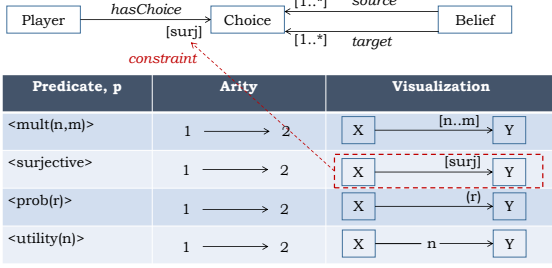 hasChoice [1..*] source
Player Choice Belief
[surj] [1..*] target
constraint
Predicate, p Arity Visualization
<mult(n,m)> 1 2 X [n..m] Y
<surjective> 1 2 X [surj] Y
<prob(r)> 1 2 X (r) Y
<utility(n)> 1 2 X n Y